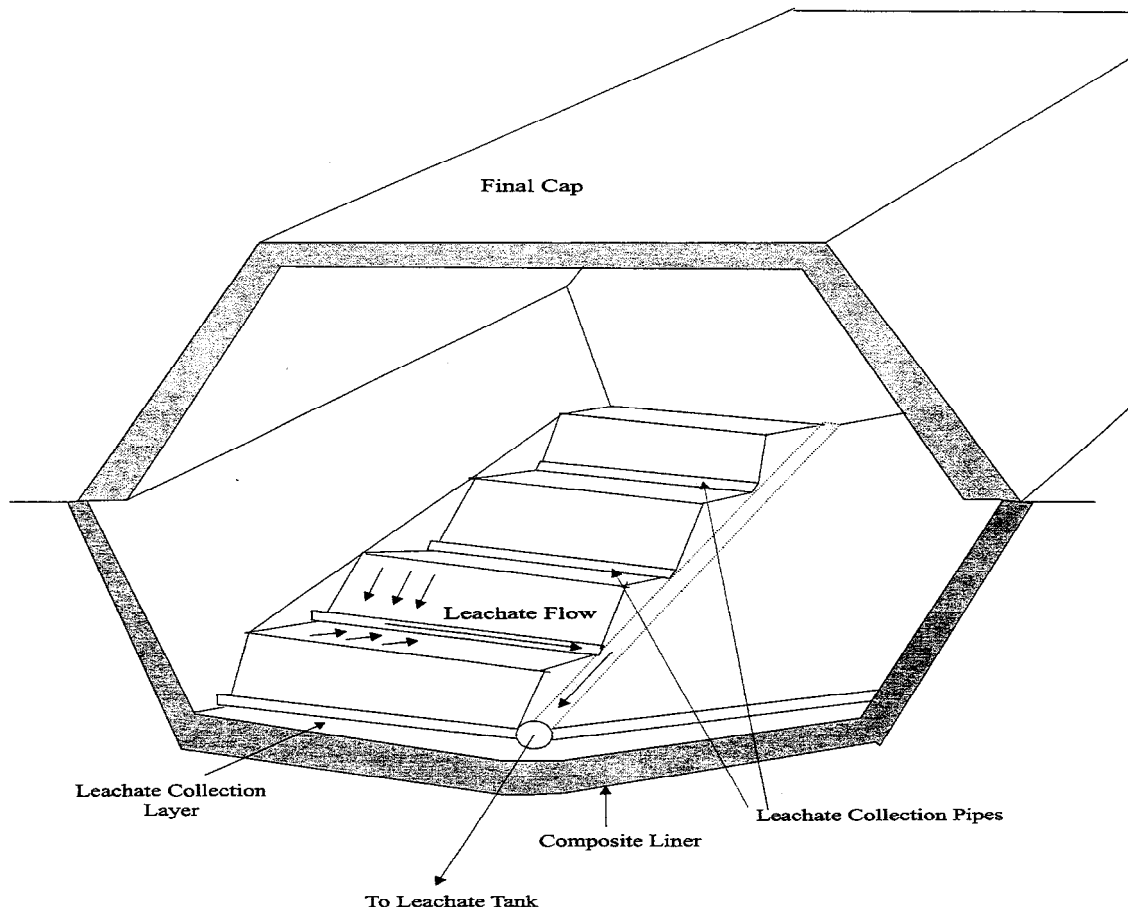 Final Cap
Leachate Flow
Leachate Collection
Layer
Leachate Collection Pipes
Composite Liner
To Leachate Tank